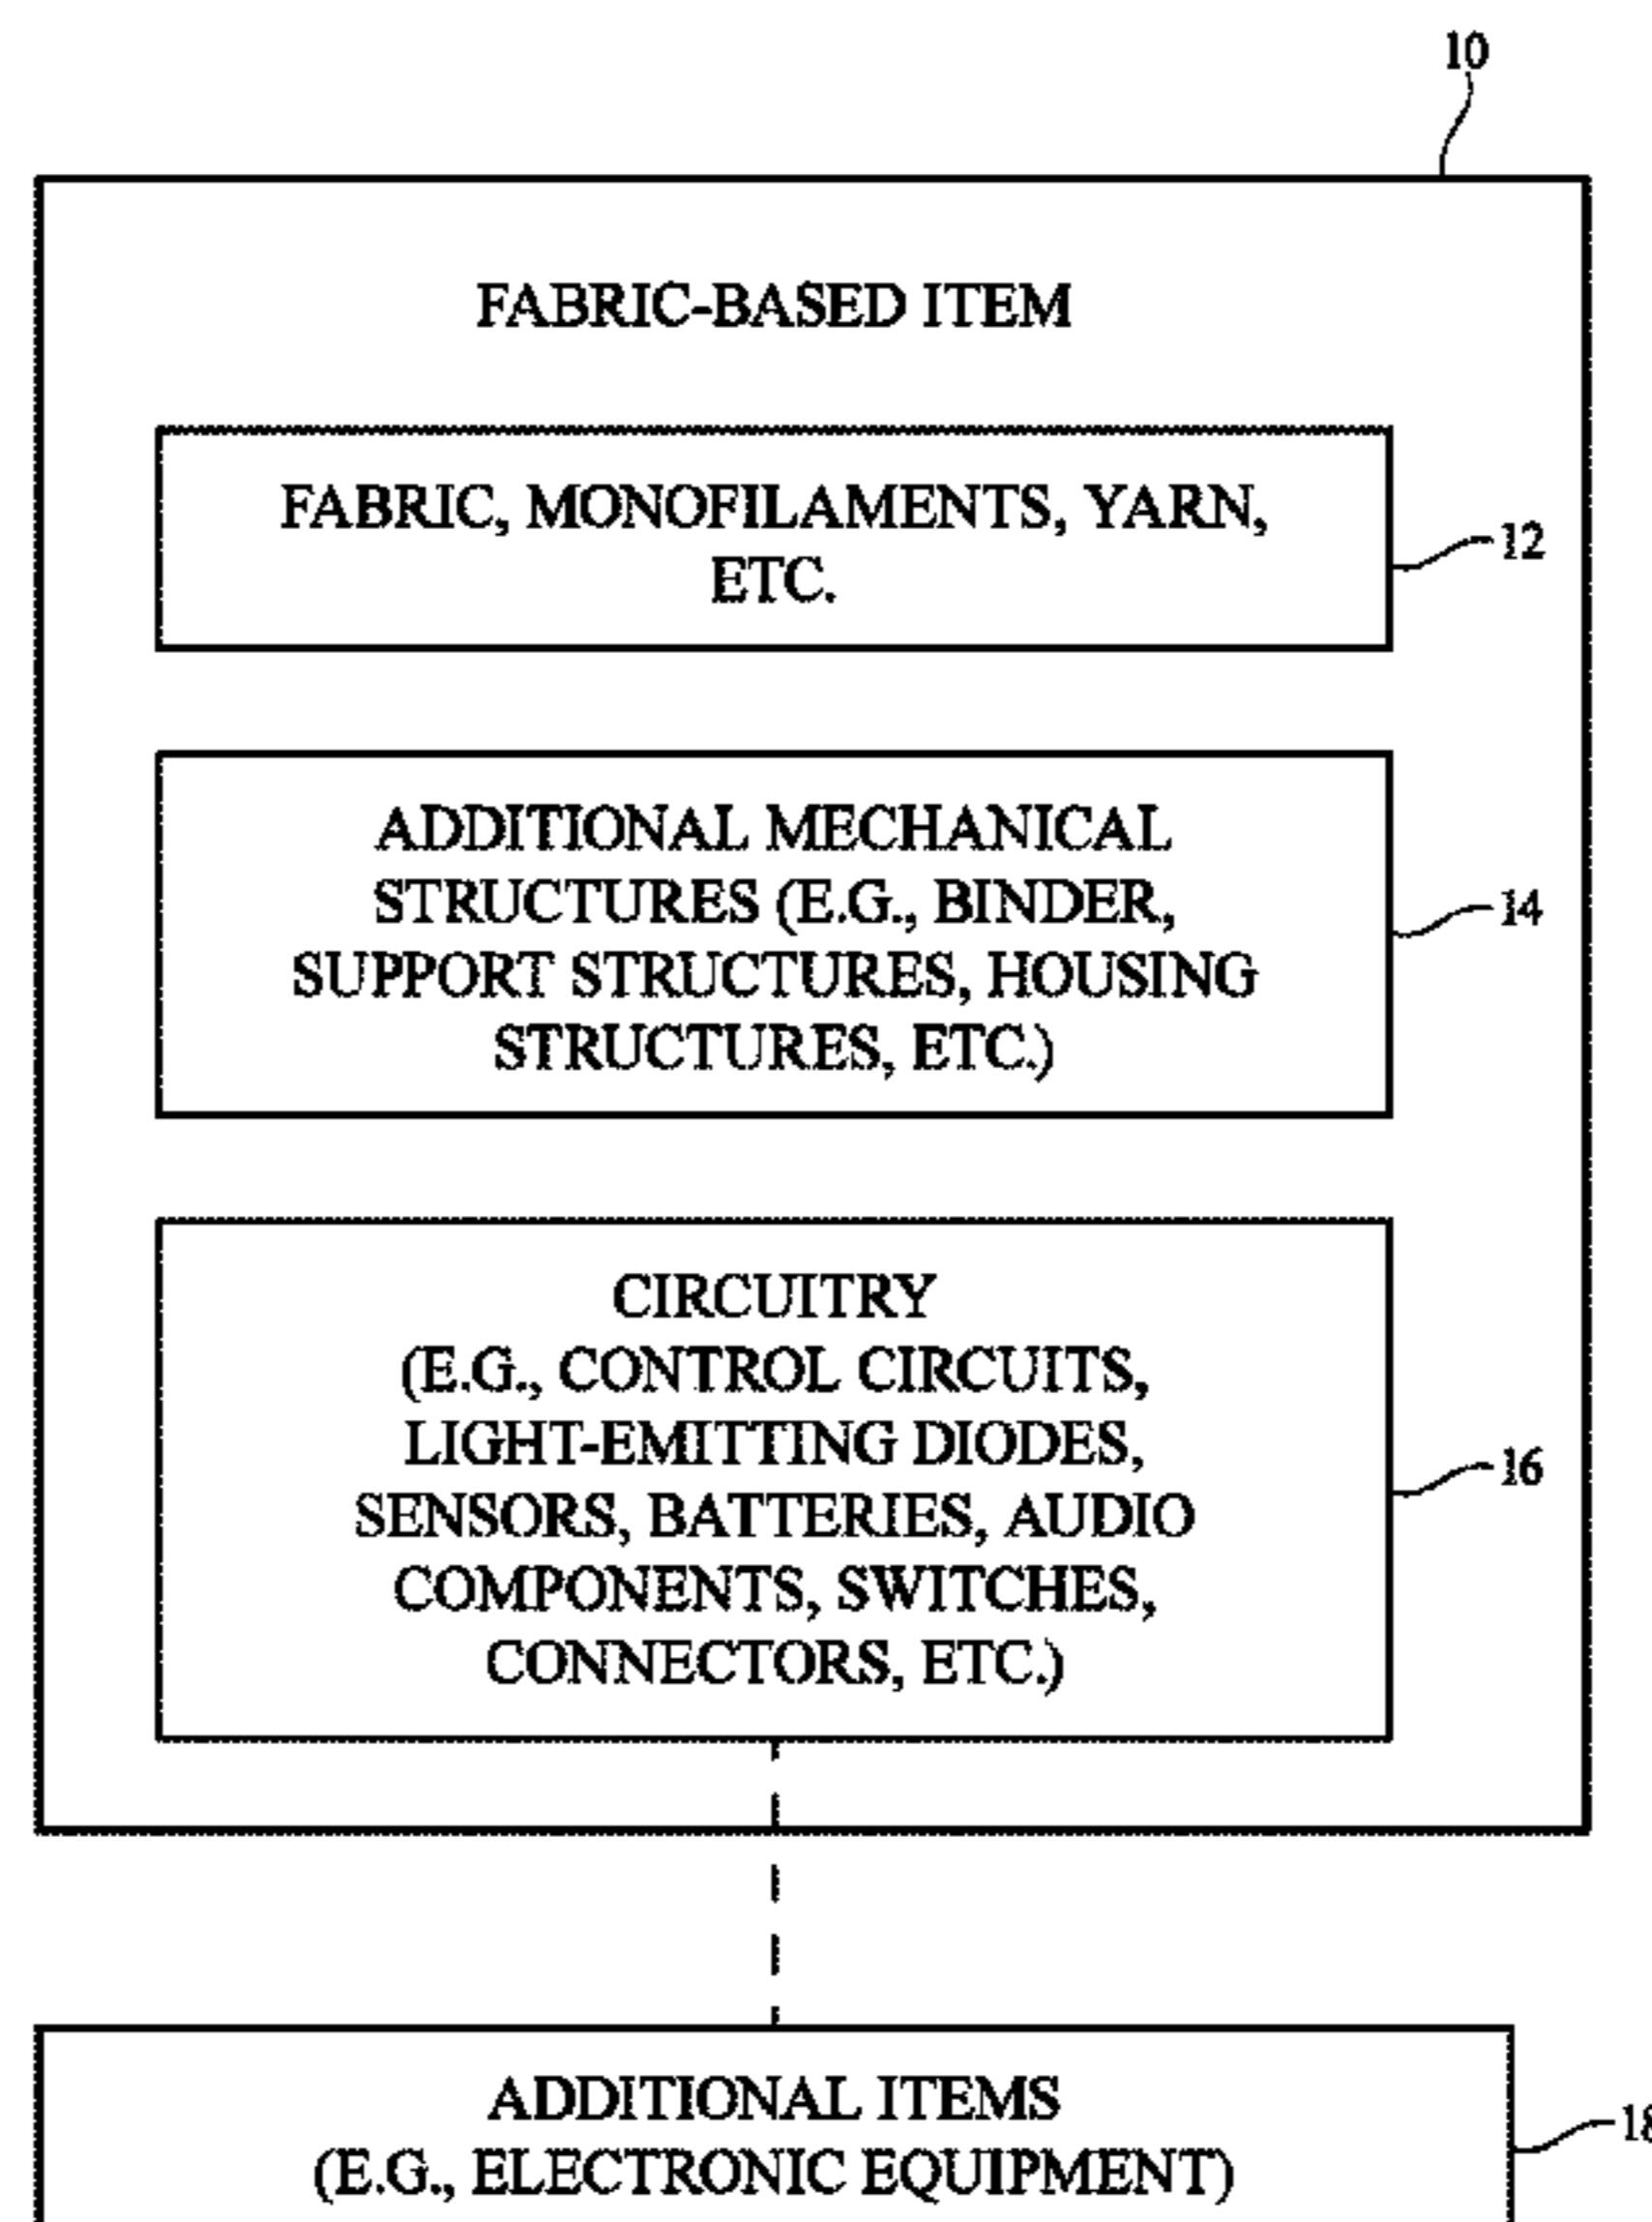 10
FABRIC-BASED ITEM
FABRIC, MONOFILAMENTS, YARN,
ETC.
12
ADDITIONAL MECHANICAL
STRUCTURES (E.G., BINDER,
SUPPORT STRUCTURES, HOUSING
STRUCTURES, ETC.)
14
CIRCUITRY
(E.G., CONTROL CIRCUITS,
LIGHT-EMITTING DIODES,
SENSORS, BATTERIES, AUDIO
COMPONENTS, SWITCHES,
CONNECTORS, ETC.)
16
ADDITIONAL ITEMS
(E.G., ELECTRONIC EQUIPMENT)
18